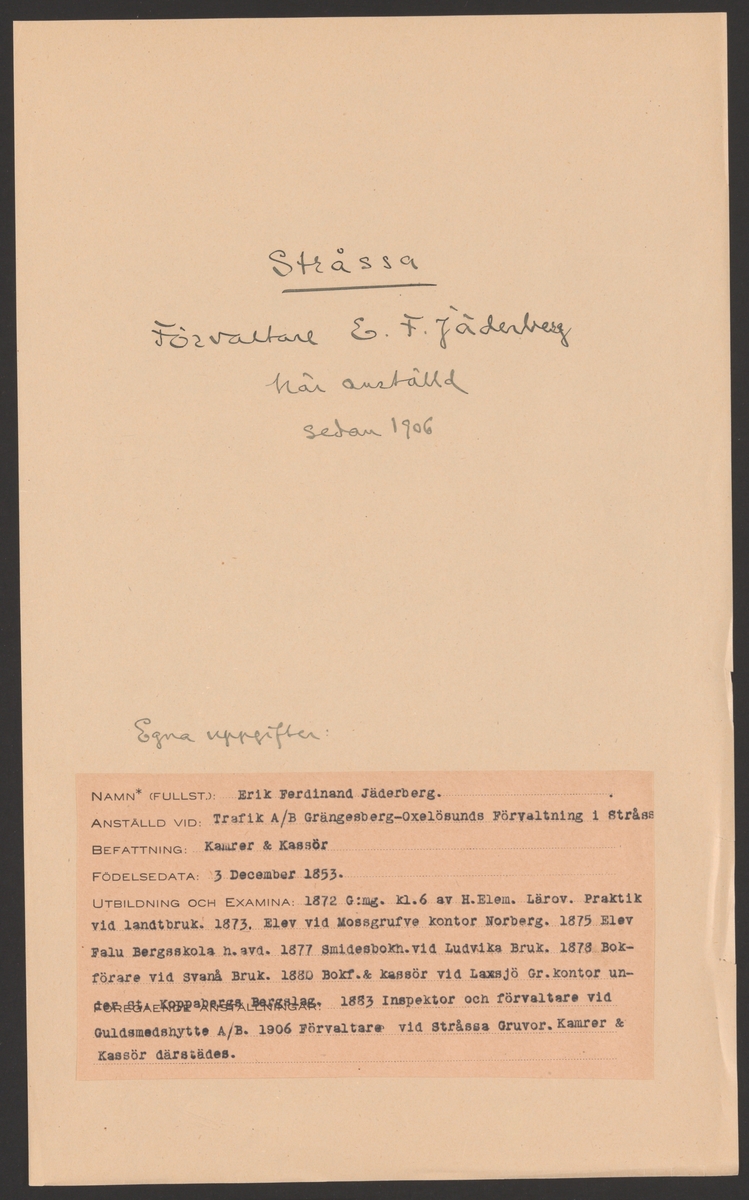 Stråssa
Förvaltare E. F. Jäderberg
här anställd
sedan 1906
Egna uppgifter:
NAMN* (FULLST.): Erik Ferdinand Jäderberg.
ANSTÄLLD VID: Trafik A/B Grängesberg-Oxelösunds Förvaltning i Stråss
BEFATTNING: Kamrer & Kassör
FÖDELSEDATA: 3 December 1853.
UTBILDNING OCH EXAMINA: 1872 G:mg. kl.6 av H.Elem. Lärov. Praktik
vid landtbruk. 1873. Elev vid Mossgrufve kontor Norberg. 1875 Elev
Falu Bergsskola h.avd. 1877 Smidesbokh.vid Ludvika Bruk. 1878 Bok-
förare vid Svanå Bruk. 1880 Bokf.& kassör vid Laxsjö Gr.kontor un-
der St. Kopparbergs Bergslag. 1883 Inspektor och förvaltare vid
FÖREGÅENDE ANSTÄLLNINGAR:
Guldsmedshytte A/B. 1906 Förvaltare vid Stråssa Gruvor. Kamrer &
Kassör därstädes.